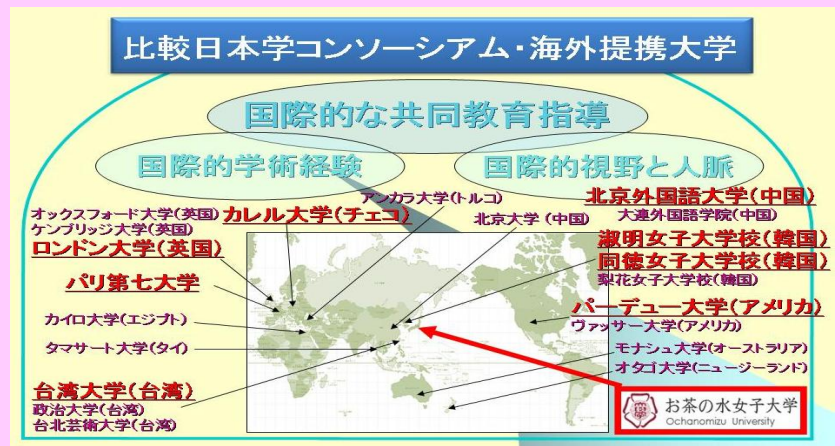 比較日本学コンソーシアム・海外提携大学
国際的な共同教育指導
国際的学術経験
国際的視野と人脈
アンカラ大学(トルコ)
北京外国語大学(中国)
オックスフォード大学(英国)
カレル大学(チェコ)
北京大学(中国)
大連外国語学院(中国)
ケンブリッジ大学(英国)
ロンドン大学(英国)
淑明女子大学校(韓国)
同徳女子大学校(韓国)
パリ第七大学
梨花女子大学校(韓国)
パーデュー大学(アメリカ)
カイロ大学(エジプト)
ヴァッサー大学(アメリカ)
タマサート大学(タイ)
モナシュ大学(オーストラリア)
オタゴ大学(ニュージーランド)
台湾大学(台湾)
政治大学(台湾)
台北芸術大学(台湾)
お茶の水女子大学
Ochanomizu University